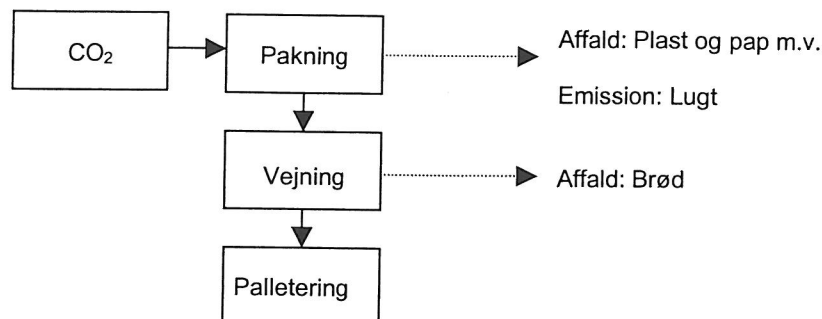 CO₂
Pakning
Affald: Plast og pap m.v.
Emission: Lugt
Vejning
Affald: Brød
Palletering